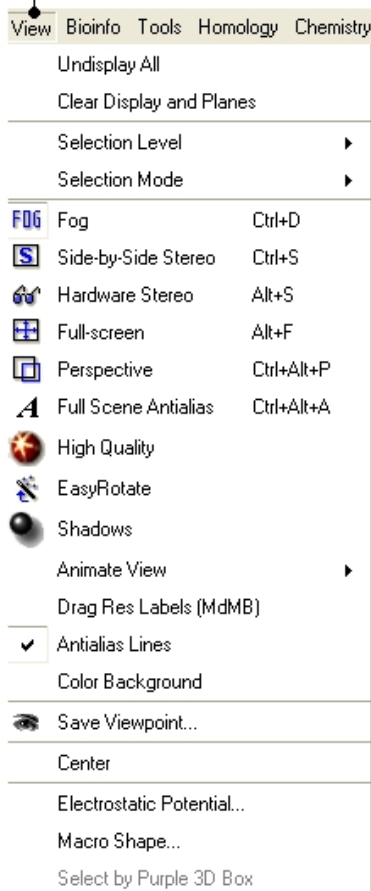 View Bioinfo Tools Homology Chemistry
Undisplay All
Clear Display and Planes
Selection Level
Selection Mode
FOG Fog Ctrl+D
S Side-by-Side Stereo Ctrl+S
Hardware Stereo Alt+S
Full-screen Alt+F
Perspective Ctrl+Alt+P
A Full Scene Antialias Ctrl+Alt+A
High Quality
EasyRotate
Shadows
Animate View
Drag Res Labels (MdMB)
Antialias Lines
Color Background
Save Viewpoint...
Center
Electrostatic Potential...
Macro Shape...
Select by Purple 3D Box